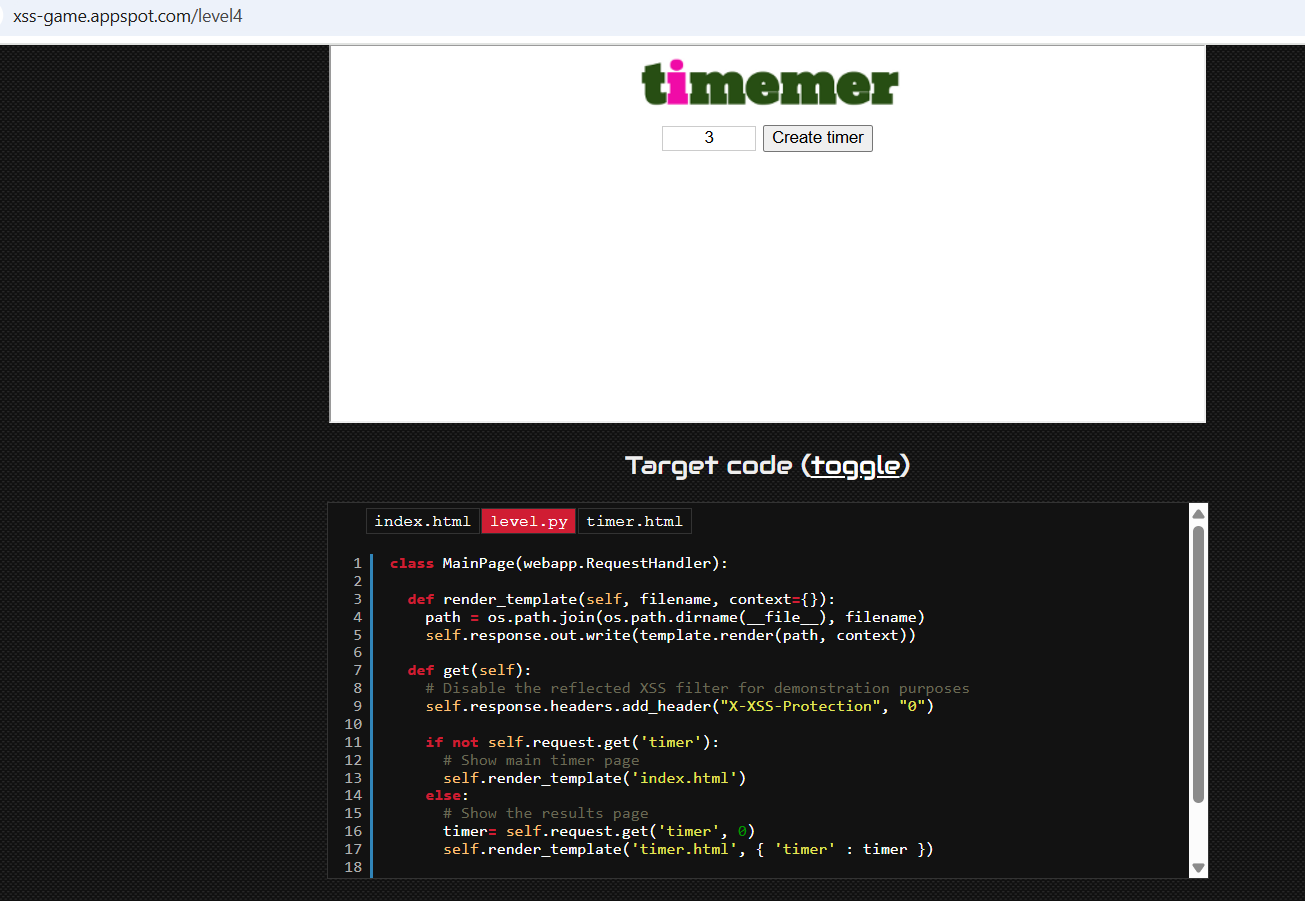 xss-game.appspot.com/level4
timemer
3 Create timer
Target code (toggle)
index.html level.py timer.html
1 class MainPage(webapp.RequestHandler):
2
3   def render_template(self, filename, context={}):
4     path = os.path.join(os.path.dirname(__file__), filename)
5     self.response.out.write(template.render(path, context))
6
7   def get(self):
8     # Disable the reflected XSS filter for demonstration purposes
9     self.response.headers.add_header("X-XSS-Protection", "0")
10
11     if not self.request.get('timer'):
12       # Show main timer page
13       self.render_template('index.html')
14     else:
15       # Show the results page
16       timer= self.request.get('timer', 0)
17       self.render_template('timer.html', { 'timer' : timer })
18